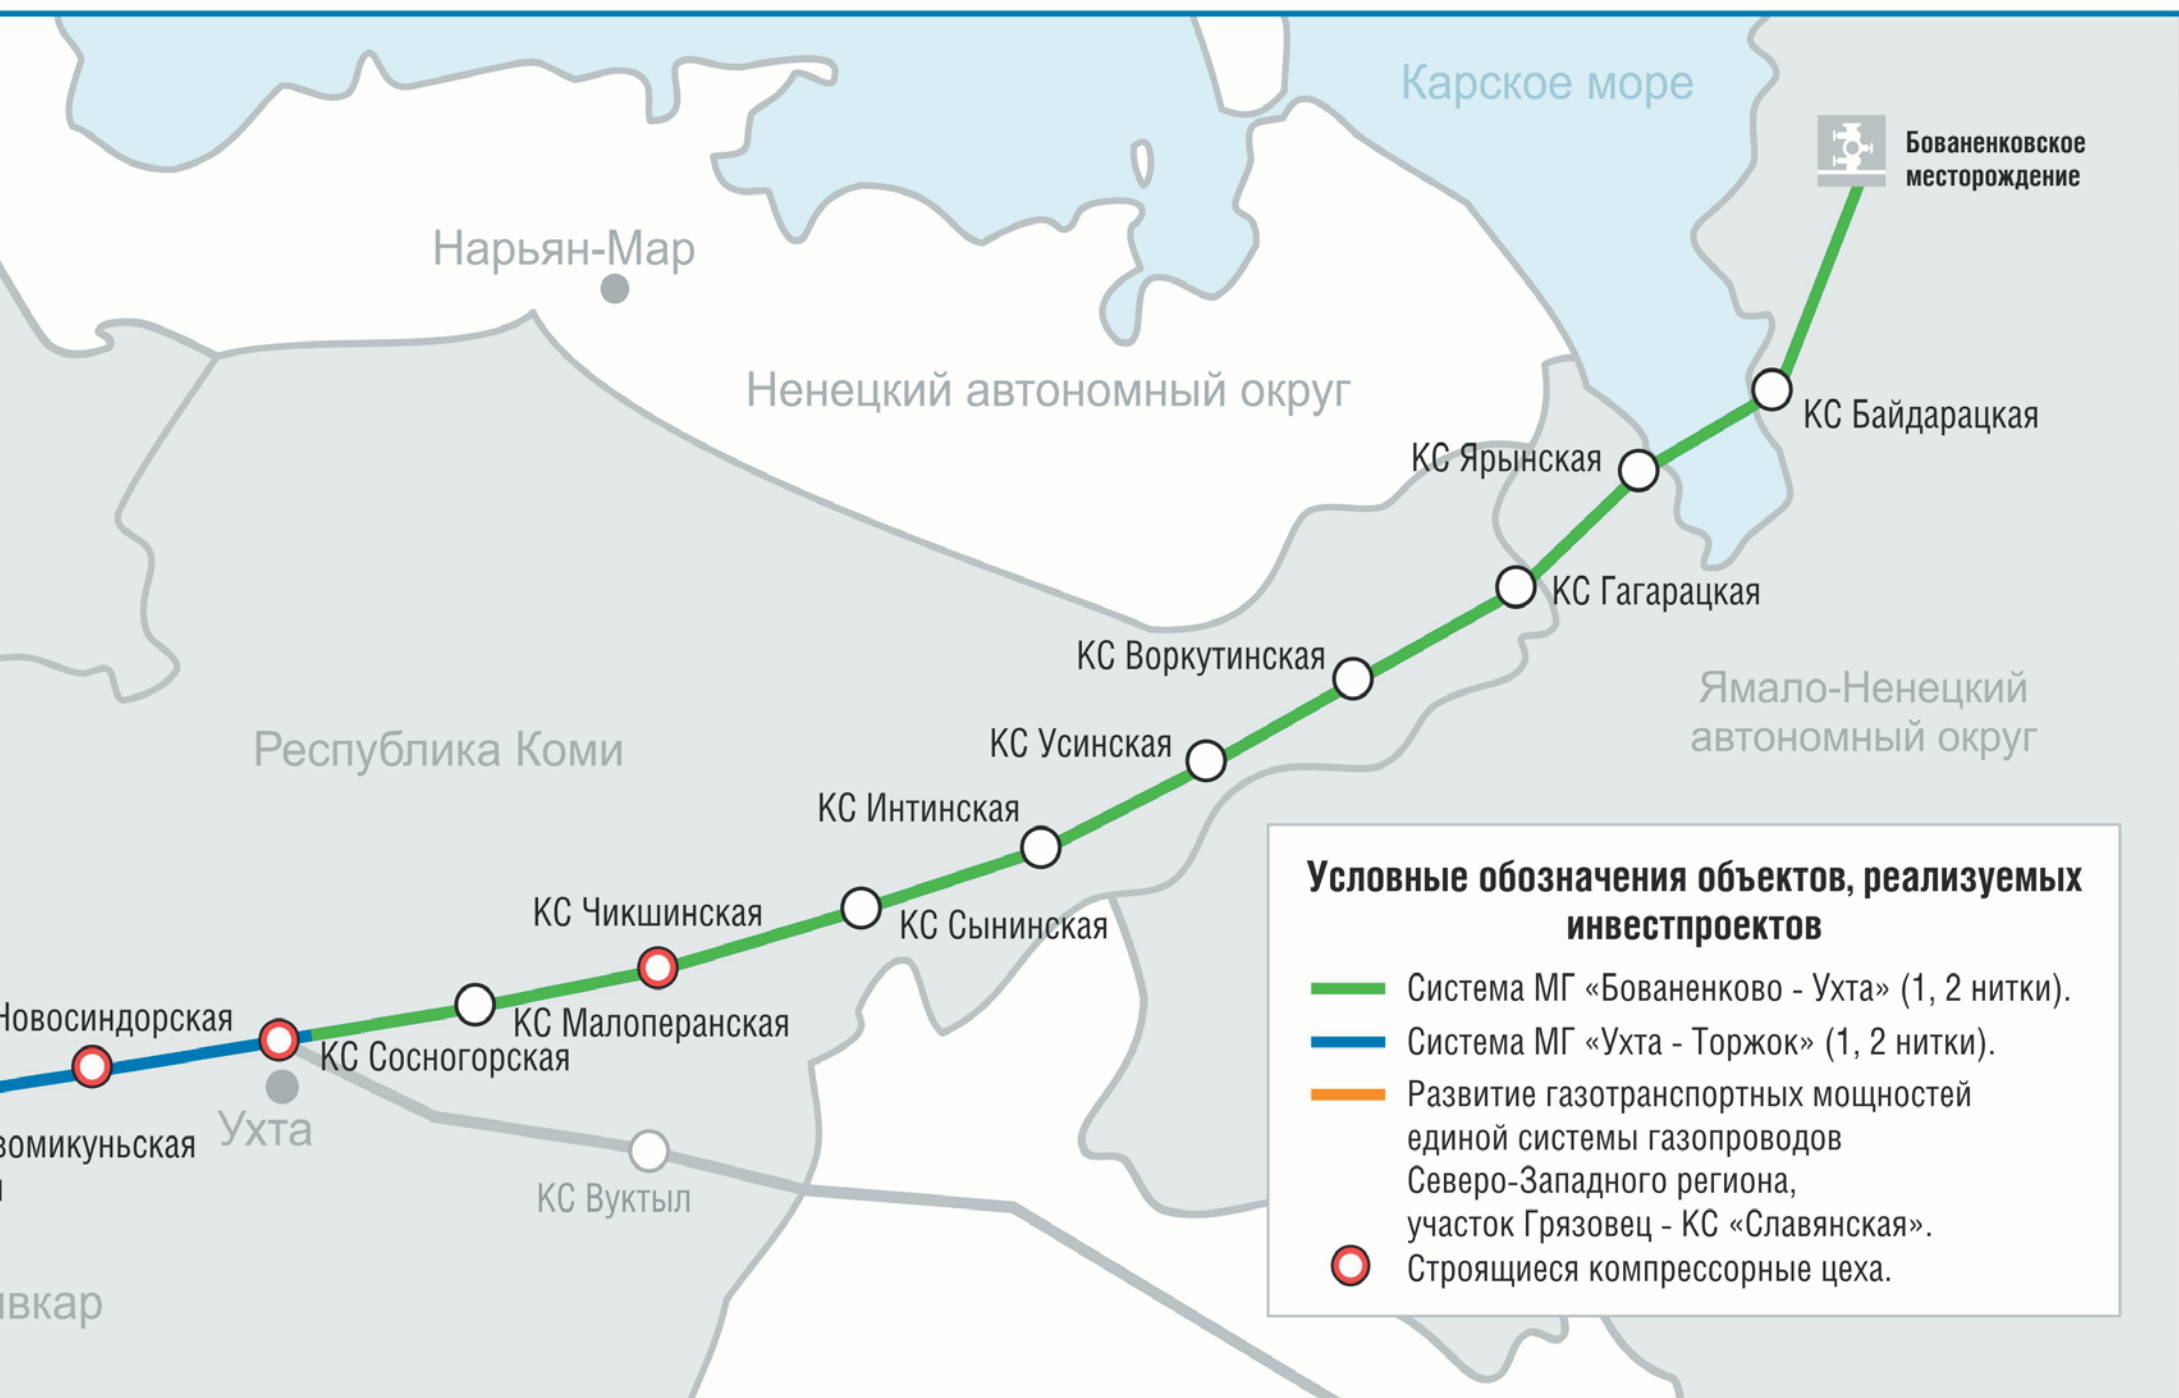 Карское море
Бованенковское
месторождение
Нарьян-Мар
Ненецкий автономный округ
КС Байдарацкая
КС Ярынская
КС Гагарацкая
КС Воркутинская
Ямало-Ненецкий
автономный округ
КС Усинская
Республика Коми
КС Интинская
КС Чикшинская
КС Сынинская
Новосиндорская
КС Малоперанская
КС Сосногорская
Ухта
зомикуньская
КС Вуктыл
ывкар
Условные обозначения объектов, реализуемых
инвестпроектов
Система МГ «Бованенково - Ухта» (1, 2 нитки).
Система МГ «Ухта - Торжок» (1, 2 нитки).
Развитие газотранспортных мощностей
единой системы газопроводов
Северо-Западного региона,
участок Грязовец - КС «Славянская».
Строящиеся компрессорные цеха.